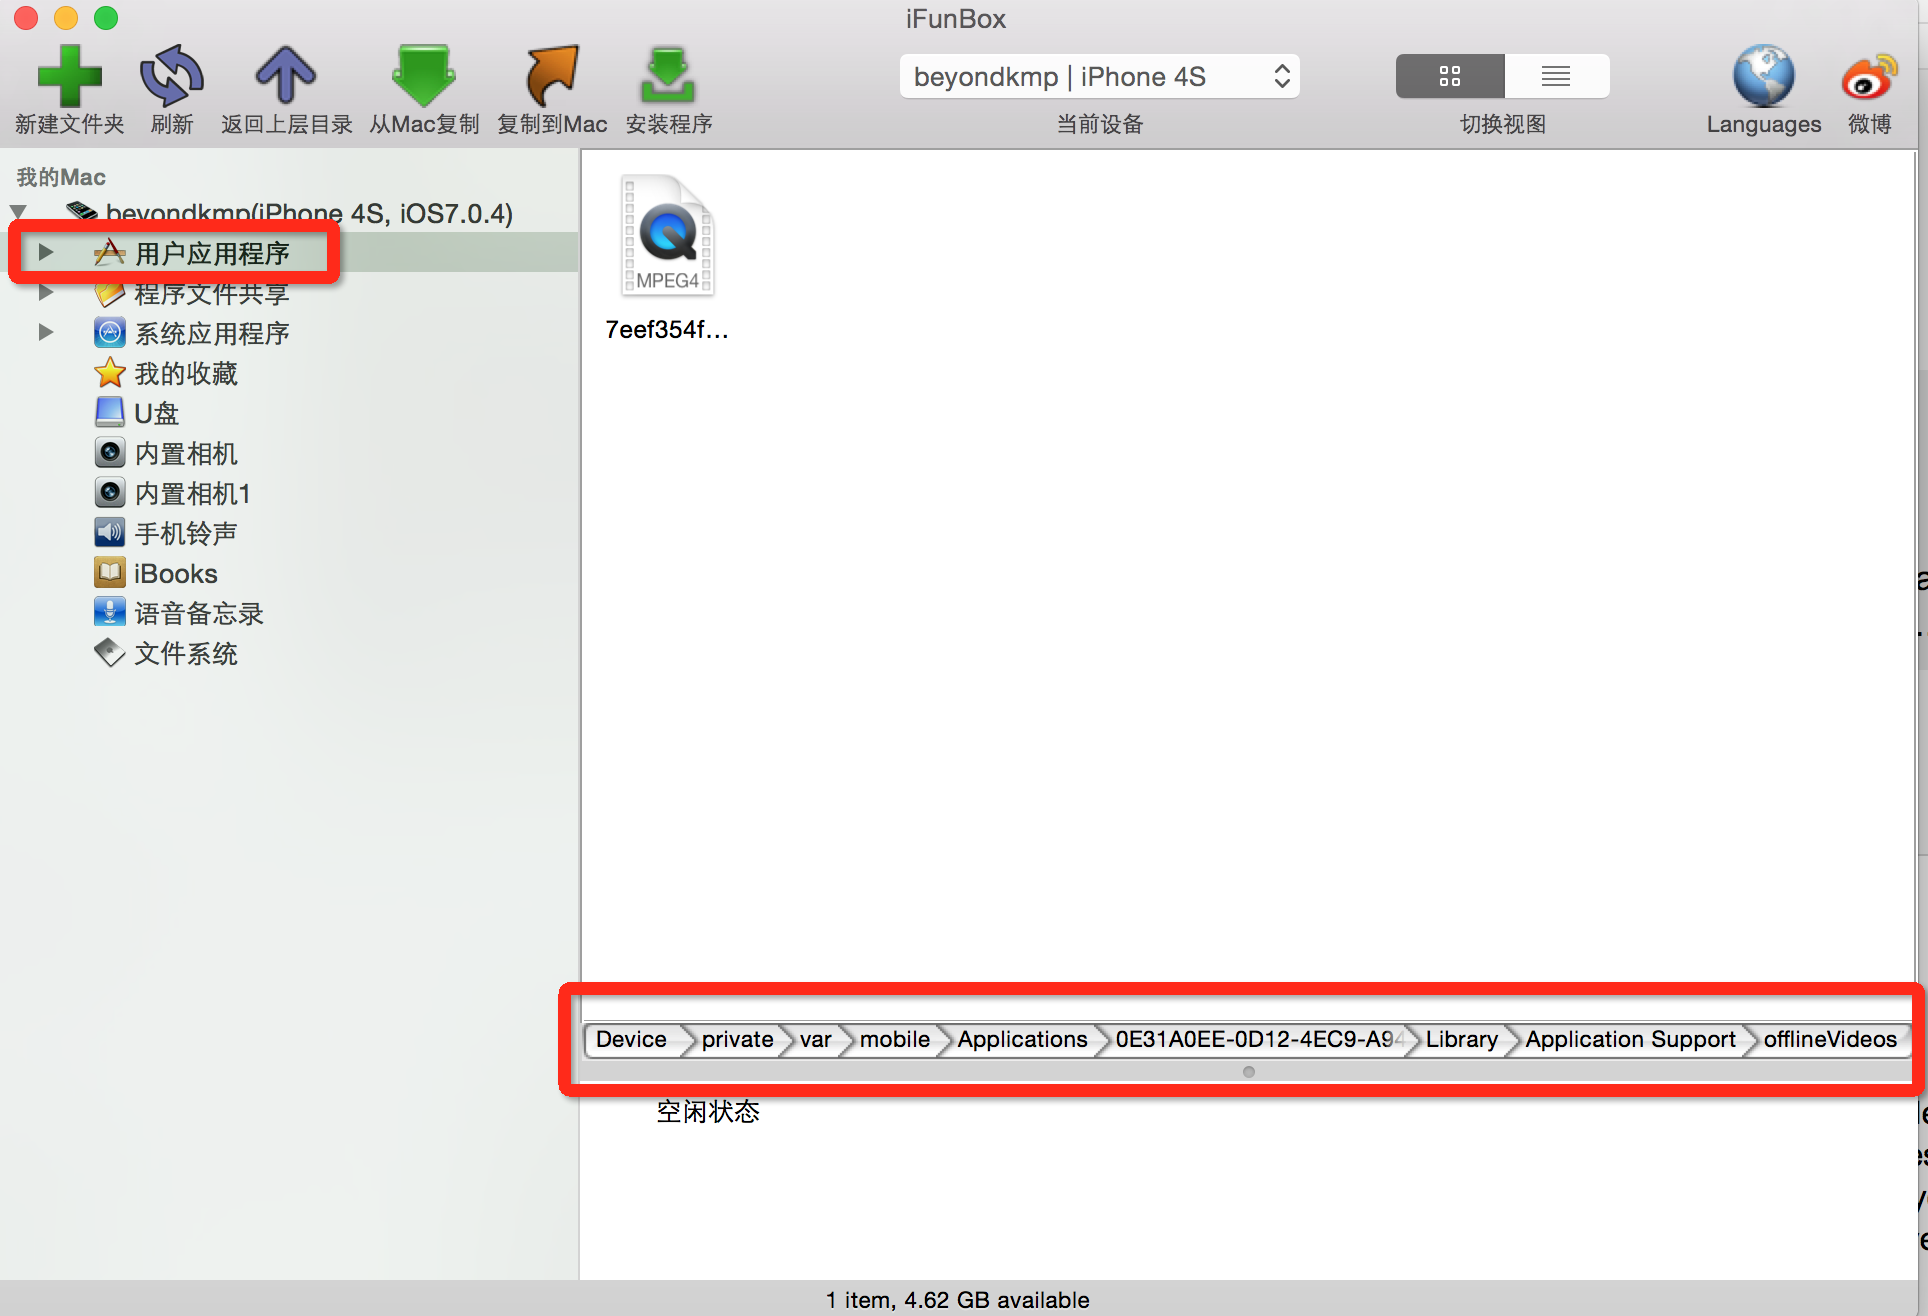 iFunBox
新建文件夹 刷新 返回上层目录 从Mac复制 复制到Mac 安装程序 beyondkmp | iPhone 4S 当前设备 切换视图 Languages 微博
我的Mac
beyondkmp(iPhone 4S, iOS7.0.4)
用户应用程序
程序文件共享
系统应用程序
我的收藏
U盘
内置相机
内置相机1
手机铃声
iBooks
语音备忘录
文件系统
MPEG4
7eef354f...
Device private var mobile Applications 0E31A0EE-0D12-4EC9-A94 Library Application Support offlineVideos
空闲状态
1 item, 4.62 GB available